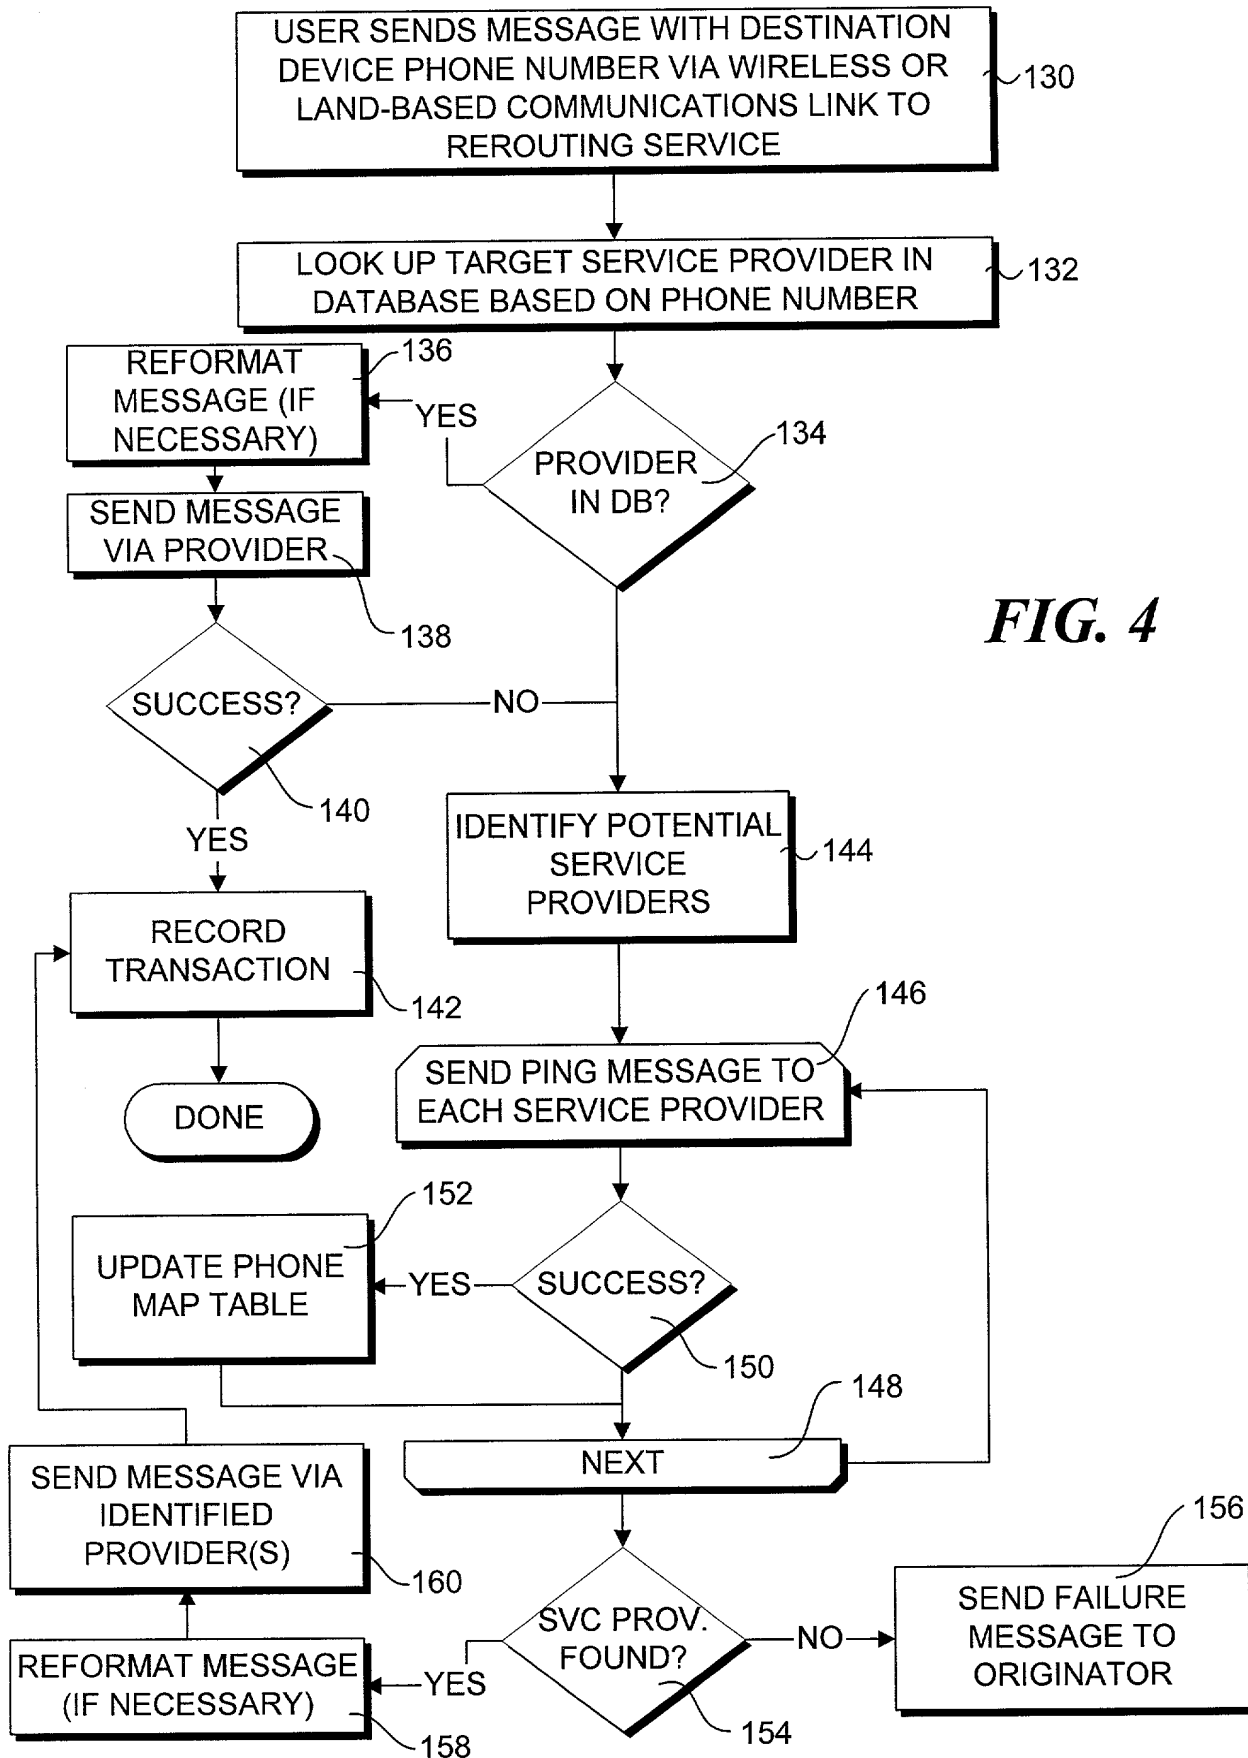 USER SENDS MESSAGE WITH DESTINATION
DEVICE PHONE NUMBER VIA WIRELESS OR
LAND-BASED COMMUNICATIONS LINK TO
REROUTING SERVICE
130
LOOK UP TARGET SERVICE PROVIDER IN
DATABASE BASED ON PHONE NUMBER
132
REFORMAT
MESSAGE (IF
NECESSARY)
136
YES
PROVIDER
IN DB?
134
SEND MESSAGE
VIA PROVIDER
138
FIG. 4
SUCCESS?
NO
140
YES
IDENTIFY POTENTIAL
SERVICE
PROVIDERS
144
RECORD
TRANSACTION
142
146
SEND PING MESSAGE TO
EACH SERVICE PROVIDER
DONE
152
UPDATE PHONE
MAP TABLE
YES
SUCCESS?
150
148
NEXT
SEND MESSAGE VIA
IDENTIFIED
PROVIDER(S)
160
156
SVC PROV.
FOUND?
NO
SEND FAILURE
MESSAGE TO
ORIGINATOR
REFORMAT MESSAGE
(IF NECESSARY)
YES
154
158